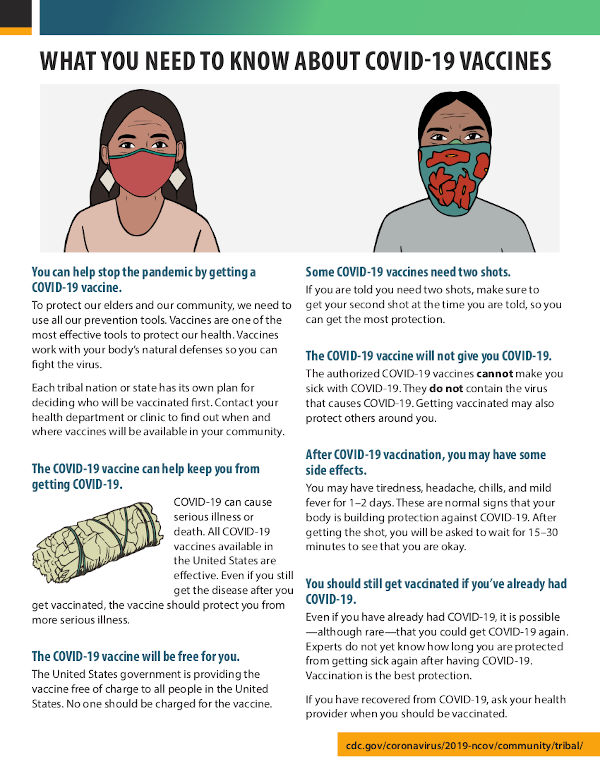 WHAT YOU NEED TO KNOW ABOUT COVID-19 VACCINES
You can help stop the pandemic by getting a
COVID-19 vaccine.
To protect our elders and our community, we need to
use all our prevention tools. Vaccines are one of the
most effective tools to protect our health. Vaccines
work with your body's natural defenses so you can
fight the virus.
Each tribal nation or state has its own plan for
deciding who will be vaccinated first. Contact your
health department or clinic to find out when and
where vaccines will be available in your community.
The COVID-19 vaccine can help keep you from
getting COVID-19.
COVID-19 can cause
serious illness or
death. All COVID-19
vaccines available in
the United States are
effective. Even if you still
get the disease after you
get vaccinated, the vaccine should protect you from
more serious illness.
The COVID-19 vaccine will be free for you.
The United States government is providing the
vaccine free of charge to all people in the United
States. No one should be charged for the vaccine.
Some COVID-19 vaccines need two shots.
If you are told you need two shots, make sure to
get your second shot at the time you are told, so you
can get the most protection.
The COVID-19 vaccine will not give you COVID-19.
The authorized COVID-19 vaccines cannot make you
sick with COVID-19. They do not contain the virus
that causes COVID-19. Getting vaccinated may also
protect others around you.
After COVID-19 vaccination, you may have some
side effects.
You may have tiredness, headache, chills, and mild
fever for 1–2 days. These are normal signs that your
body is building protection against COVID-19. After
getting the shot, you will be asked to wait for 15–30
minutes to see that you are okay.
You should still get vaccinated if you've already had
COVID-19.
Even if you have already had COVID-19, it is possible
—although rare—that you could get COVID-19 again.
Experts do not yet know how long you are protected
from getting sick again after having COVID-19.
Vaccination is the best protection.
If you have recovered from COVID-19, ask your health
provider when you should be vaccinated.
cdc.gov/coronavirus/2019-ncov/community/tribal/